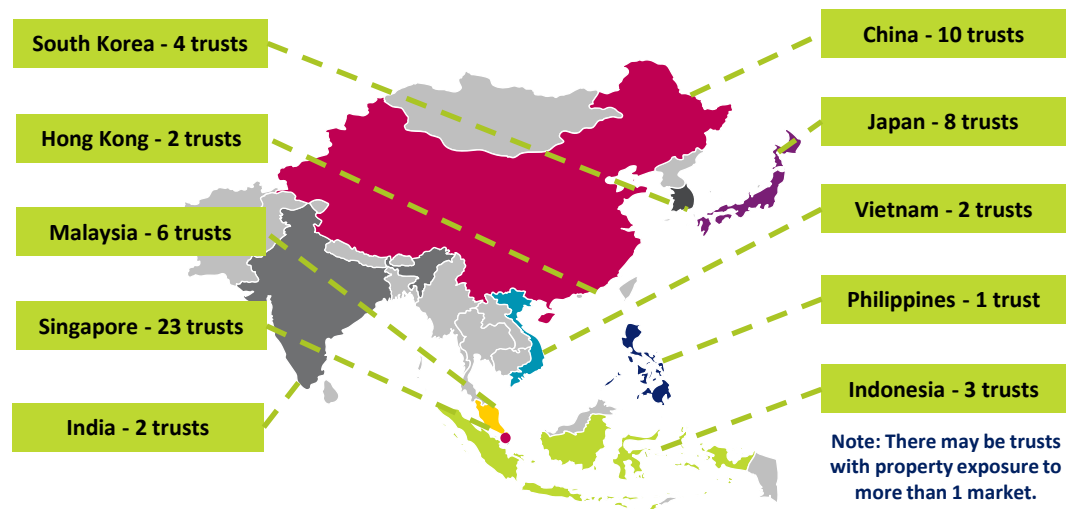 South Korea - 4 trusts
Hong Kong - 2 trusts
Malaysia - 6 trusts
Singapore - 23 trusts
India - 2 trusts
China - 10 trusts
Japan - 8 trusts
Vietnam - 2 trusts
Philippines - 1 trust
Indonesia - 3 trusts
Note: There may be trusts
with property exposure to
more than 1 market.